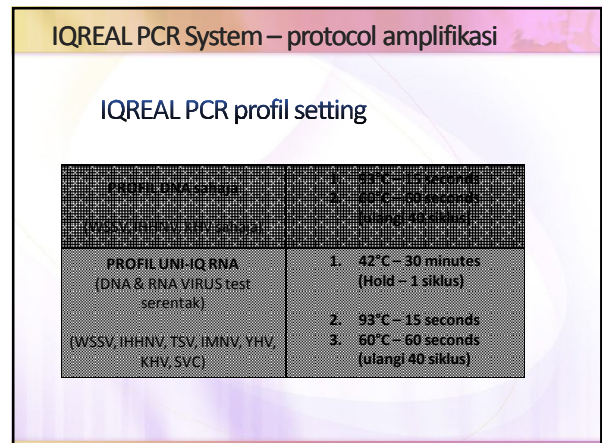 IQREAL PCR System – protocol amplifikasi
IQREAL PCR profil setting
PROFIL DNA sahaja
(WSSV, IHHNV, KHV sahaja)
1. 93°C – 15 seconds
2. 60°C – 60 seconds
(ulangi 40 siklus)
PROFIL UNI-IQ RNA
(DNA & RNA VIRUS test
serentak)
(WSSV, IHHNV, TSV, IMNV, YHV,
KHV, SVC)
1. 42°C – 30 minutes
(Hold – 1 siklus)
2. 93°C – 15 seconds
3. 60°C – 60 seconds
(ulangi 40 siklus)